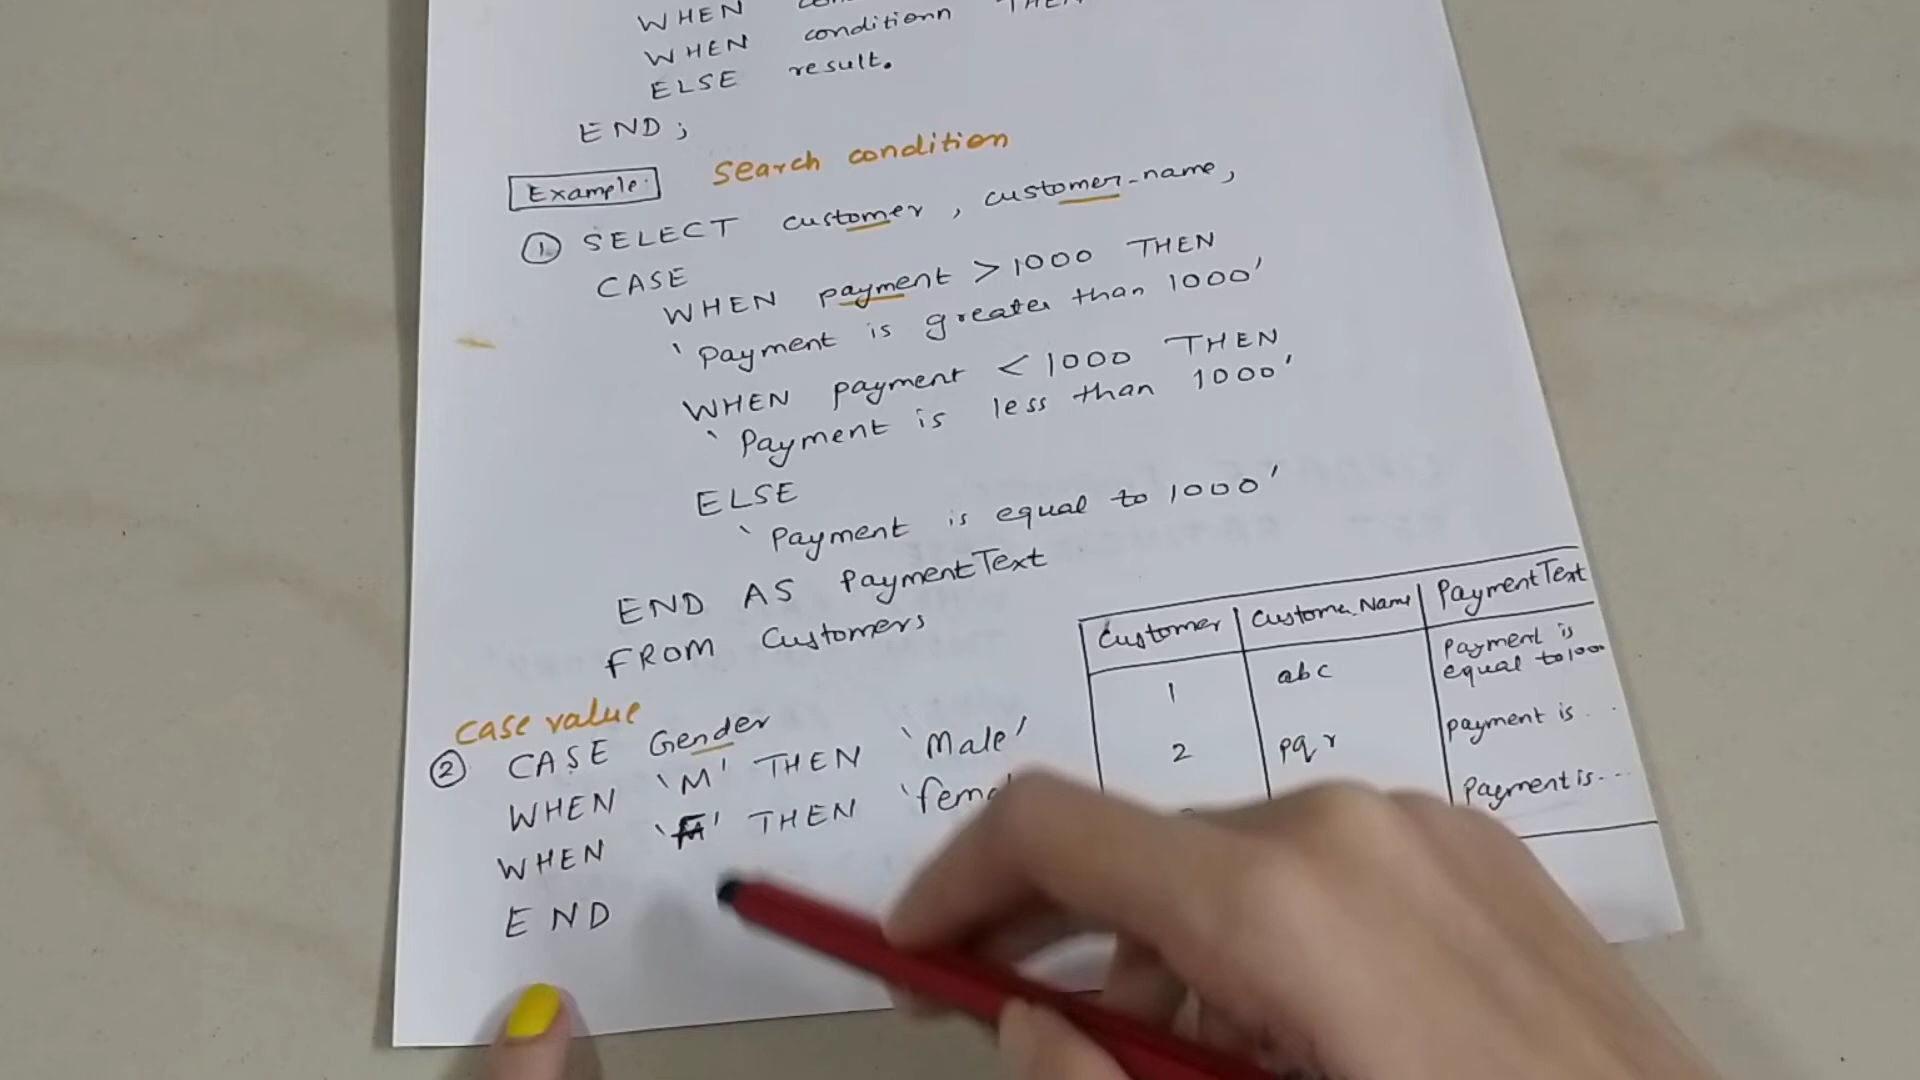 WHEN
WHEN conditionn THEN
ELSE result.
END;
Example: Search condition
① SELECT customer, customer_name,
CASE
WHEN payment > 1000 THEN
`Payment is greater than 1000'
WHEN payment < 1000 THEN
`Payment is less than 1000'
ELSE
`Payment is equal to 1000'
END AS PaymentText
FROM Customers
Case value
② CASE Gender
WHEN `M' THEN `Male'
WHEN `F' THEN
END
Customer Customer Name PaymentText
1 abc Payment is equal to 1000
2 pqr payment is ...
Payment is ...